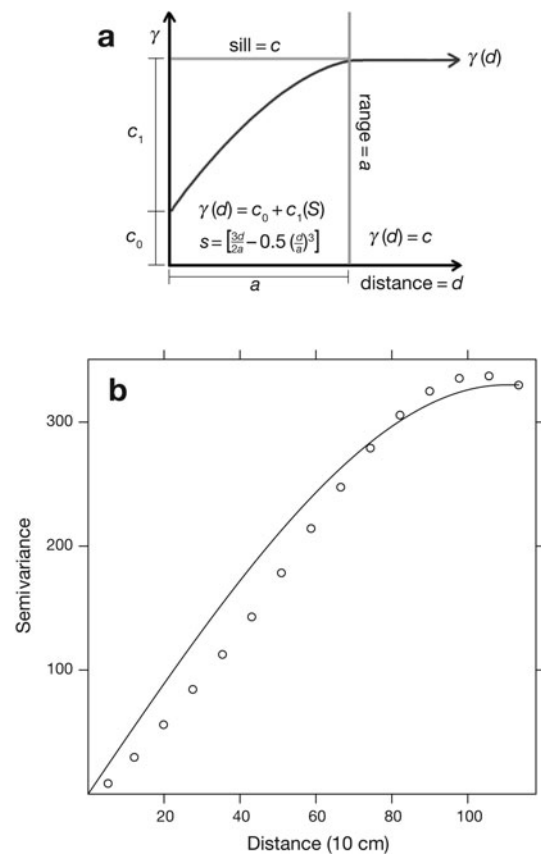 a
γ
sill = c
γ(d)
c₁
range = a
γ(d) = c₀ + c₁(S)
c₀
s = [3d/2a − 0.5 (d/a)³]
γ(d) = c
a
distance = d
b
300
200
100
Semivariance
20 40 60 80 100
Distance (10 cm)